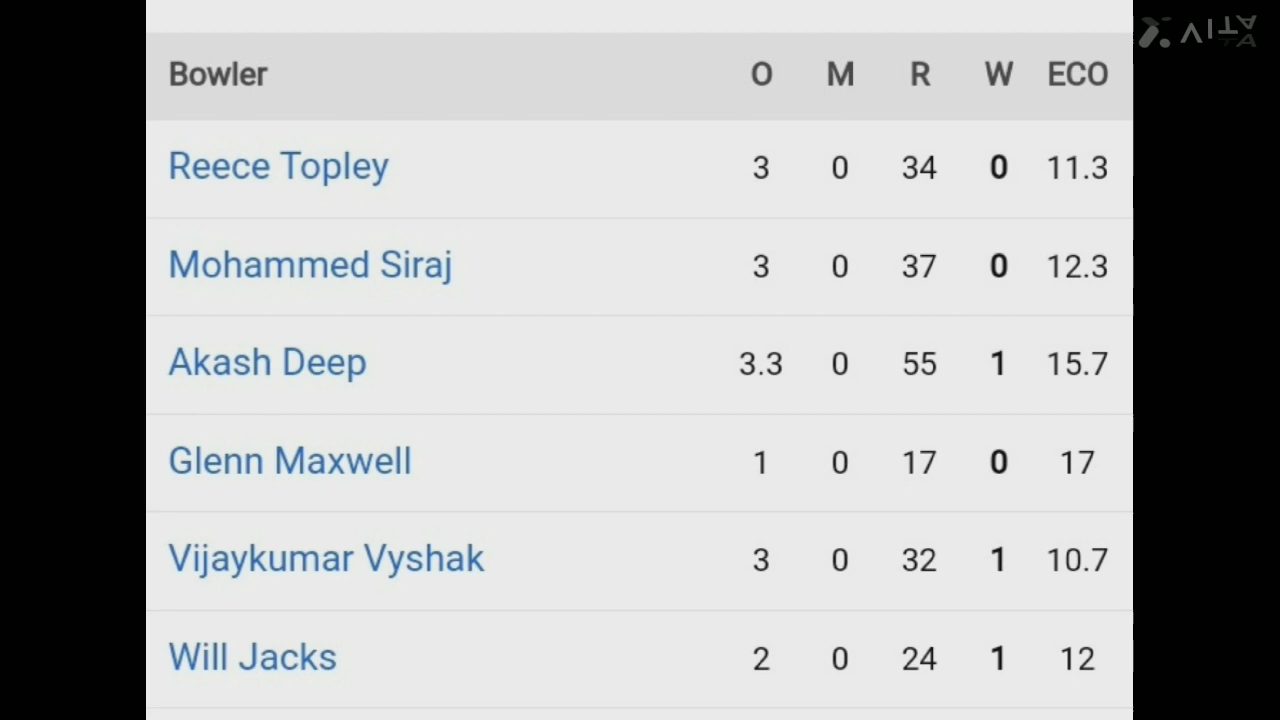 Bowler O M R W ECO
Reece Topley 3 0 34 0 11.3
Mohammed Siraj 3 0 37 0 12.3
Akash Deep 3.3 0 55 1 15.7
Glenn Maxwell 1 0 17 0 17
Vijaykumar Vyshak 3 0 32 1 10.7
Will Jacks 2 0 24 1 12